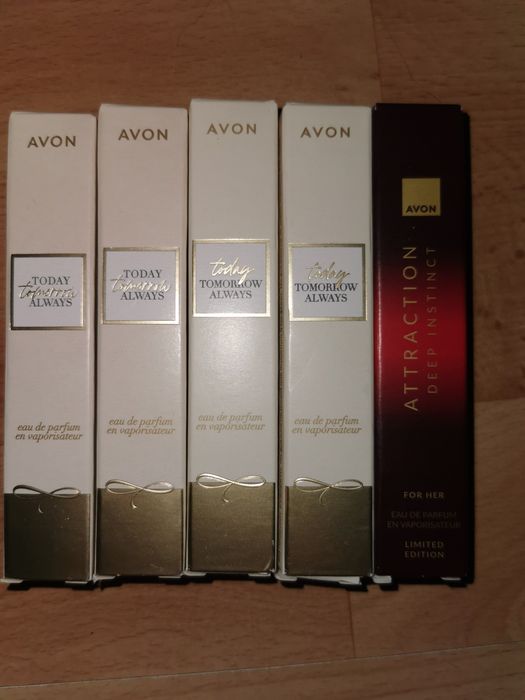 AVON
TODAY
tomorrow
ALWAYS
eau de parfum
en vaporisateur
AVON
TODAY
tomorrow
ALWAYS
eau de parfum
en vaporisateur
AVON
today
TOMORROW
ALWAYS
eau de parfum
en vaporisateur
AVON
today
TOMORROW
ALWAYS
eau de parfum
en vaporisateur
AVON
ATTRACTION
DEEP INSTINCT
FOR HER
EAU DE PARFUM
EN VAPORISATEUR
LIMITED
EDITION